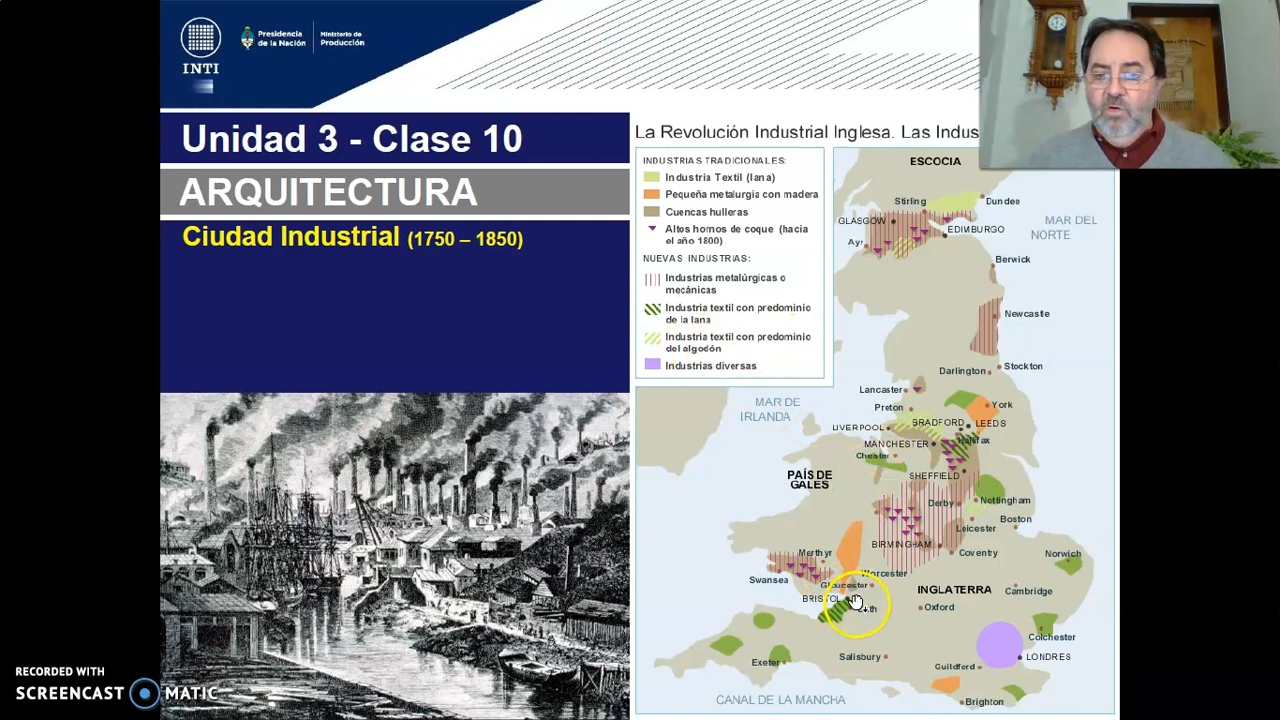 INTI
Presidencia
de la Nación
Ministerio de
Producción
Unidad 3 - Clase 10
ARQUITECTURA
Ciudad Industrial (1750 – 1850)
La Revolución Industrial Inglesa. Las Indus
INDUSTRIAS TRADICIONALES:
Industria Textil (lana)
Pequeña metalurgia con madera
Cuencas hulleras
Altos hornos de coque (hacia
el año 1800)
NUEVAS INDUSTRIAS:
Industrias metalúrgicas o
mecánicas
Industria textil con predominio
de la lana
Industria textil con predominio
del algodón
Industrias diversas
ESCOCIA
Stirling
Dundee
GLASGOW
EDIMBURGO
MAR DEL
NORTE
Ayr
Berwick
Newcastle
Darlington
Stockton
Lancaster
MAR DE
IRLANDA
Preton
York
LIVERPOOL
BRADFORD
LEEDS
MANCHESTER
Halifax
Chester
PAÍS DE
GALES
SHEFFIELD
Derby
Nottingham
Boston
Leicester
BIRMINGHAM
Coventry
Merthyr
Norwich
Swansea
Worcester
Gloucester
INGLATERRA
Cambridge
BRISTOL
Oxford
Colchester
Salisbury
LONDRES
Exeter
Guildford
CANAL DE LA MANCHA
Brighton
RECORDED WITH
SCREENCAST MATIC